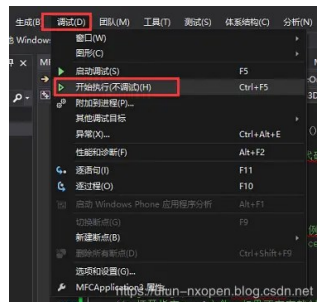 生成(B 调试(D) 团队(M) 工具(T) 测试(S) 体系结构(C) 分析(N)
Window
窗口(W)
图形(C)
启动调试(S) F5
开始执行(不调试)(H) Ctrl+F5
附加到进程(P)...
其他调试目标
异常(X)... Ctrl+Alt+E
性能和诊断(F) Alt+F2
逐语句(I) F11
逐过程(O) F10
启动 Windows Phone 应用程序分析 Alt+F1
切换断点(G) F9
新建断点(B)
删除所有断点(D) Ctrl+Shift+F9
选项和设置(G)...
MFCApplication3 属性
nxopen.blog.csdn.net